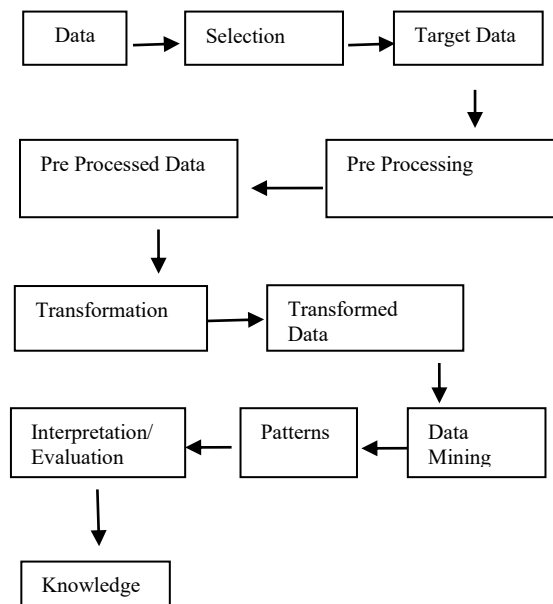 Data
Selection
Target Data
Pre Processed Data
Pre Processing
Transformation
Transformed
Data
Interpretation/
Evaluation
Patterns
Data
Mining
Knowledge